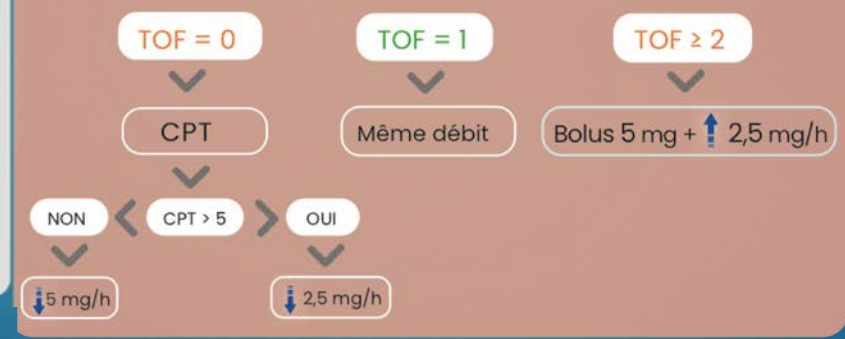 TOF = 0
TOF = 1
TOF ≥ 2
CPT
Même débit
Bolus 5 mg + ⬆ 2,5 mg/h
NON
CPT > 5
OUI
⬇5 mg/h
⬇ 2,5 mg/h